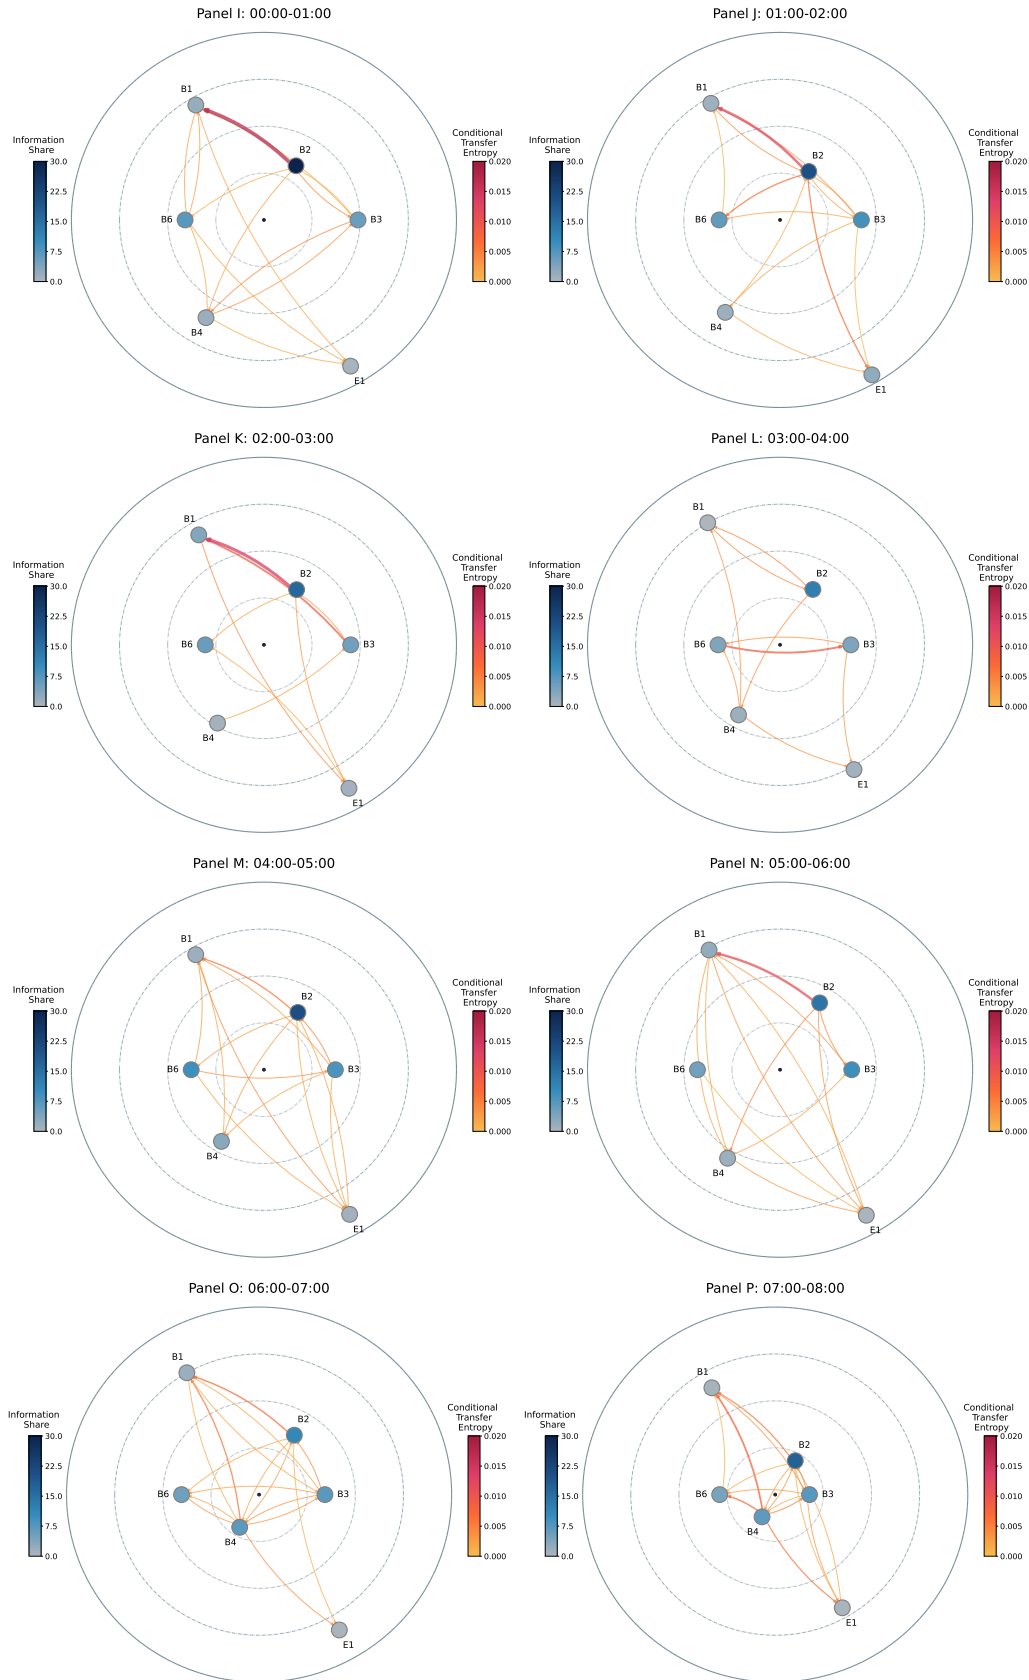 Panel I: 00:00-01:00
Information
Share
30.0
22.5
15.0
7.5
0.0
B1
B2
B3
B4
B6
E1
Conditional
Transfer
Entropy
0.020
0.015
0.010
0.005
0.000
Panel J: 01:00-02:00
Information
Share
30.0
22.5
15.0
7.5
0.0
B1
B2
B3
B4
B6
E1
Conditional
Transfer
Entropy
0.020
0.015
0.010
0.005
0.000
Panel K: 02:00-03:00
Information
Share
30.0
22.5
15.0
7.5
0.0
B1
B2
B3
B4
B6
E1
Conditional
Transfer
Entropy
0.020
0.015
0.010
0.005
0.000
Panel L: 03:00-04:00
Information
Share
30.0
22.5
15.0
7.5
0.0
B1
B2
B3
B4
B6
E1
Conditional
Transfer
Entropy
0.020
0.015
0.010
0.005
0.000
Panel M: 04:00-05:00
Information
Share
30.0
22.5
15.0
7.5
0.0
B1
B2
B3
B4
B6
E1
Conditional
Transfer
Entropy
0.020
0.015
0.010
0.005
0.000
Panel N: 05:00-06:00
Information
Share
30.0
22.5
15.0
7.5
0.0
B1
B2
B3
B4
B6
E1
Conditional
Transfer
Entropy
0.020
0.015
0.010
0.005
0.000
Panel O: 06:00-07:00
Information
Share
30.0
22.5
15.0
7.5
0.0
B1
B2
B3
B4
B6
E1
Conditional
Transfer
Entropy
0.020
0.015
0.010
0.005
0.000
Panel P: 07:00-08:00
Information
Share
30.0
22.5
15.0
7.5
0.0
B1
B2
B3
B4
B6
E1
Conditional
Transfer
Entropy
0.020
0.015
0.010
0.005
0.000